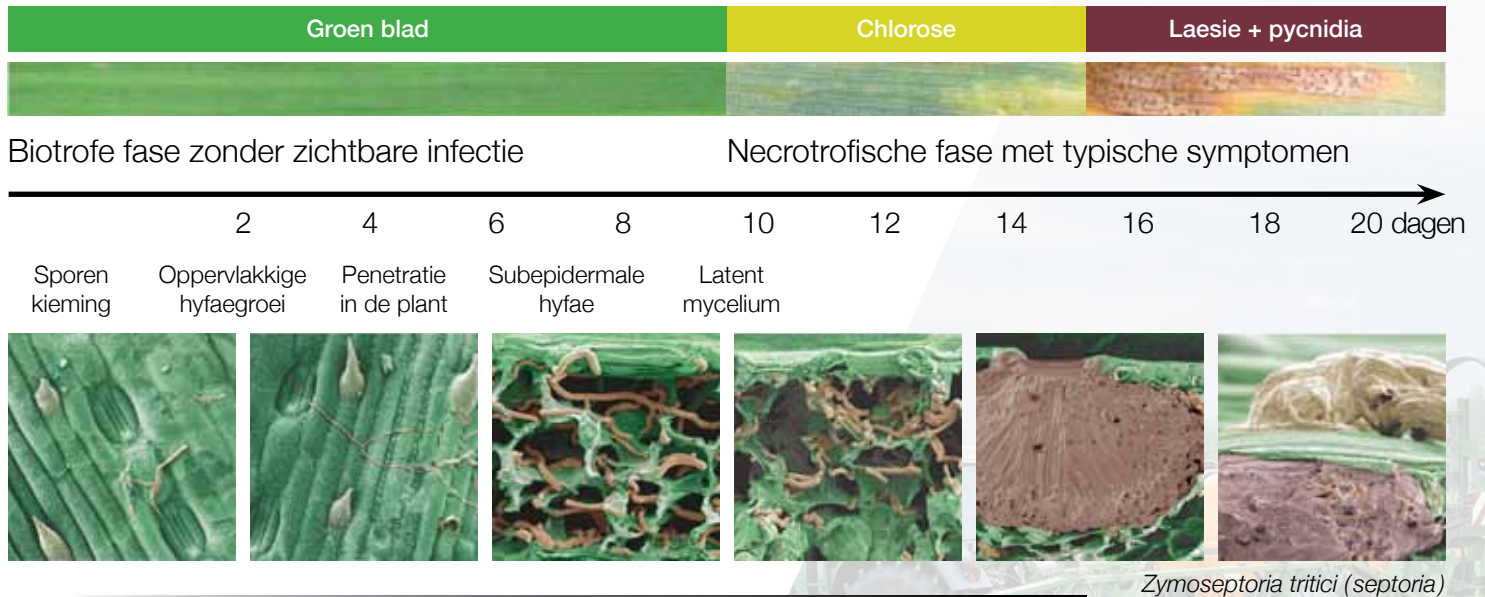 Groen blad
Chlorose
Laesie + pycnidia
Biotrofe fase zonder zichtbare infectie
Necrotrofische fase met typische symptomen
2 4 6 8 10 12 14 16 18 20 dagen
Sporen
kieming
Oppervlakkige
hyfaegroei
Penetratie
in de plant
Subepidermale
hyfae
Latent
mycelium
Zymoseptoria tritici (septoria)